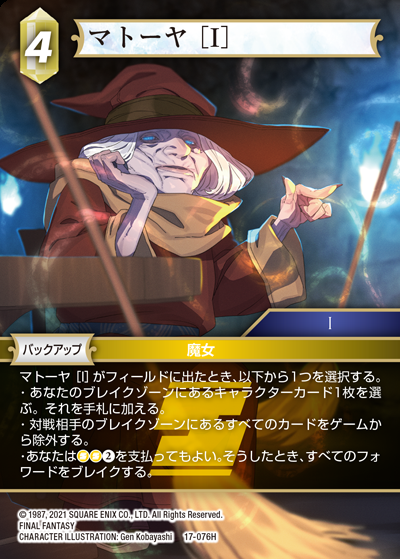 4
マトーヤ [I]
I
バックアップ
魔女
マトーヤ [I] がフィールドに出たとき、以下から1つを選択する。
・あなたのブレイクゾーンにあるキャラクターカード1枚を選
ぶ。それを手札に加える。
・対戦相手のブレイクゾーンにあるすべてのカードをゲームか
ら除外する。
・あなたは2を支払ってもよい。そうしたとき、すべてのフォ
ワードをブレイクする。
© 1987, 2021 SQUARE ENIX CO., LTD. All Rights Reserved.
FINAL FANTASY
CHARACTER ILLUSTRATION: Gen Kobayashi 17-076H